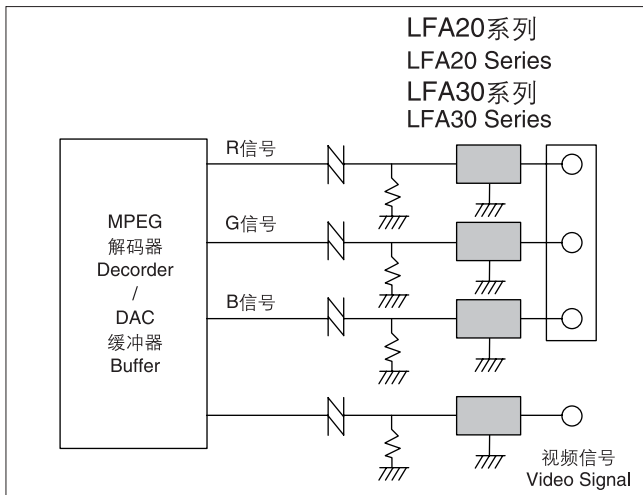 LFA20系列
LFA20 Series
LFA30系列
LFA30 Series
R信号
G信号
B信号
MPEG
解码器
Decorder
/
DAC
缓冲器
Buffer
视频信号
Video Signal